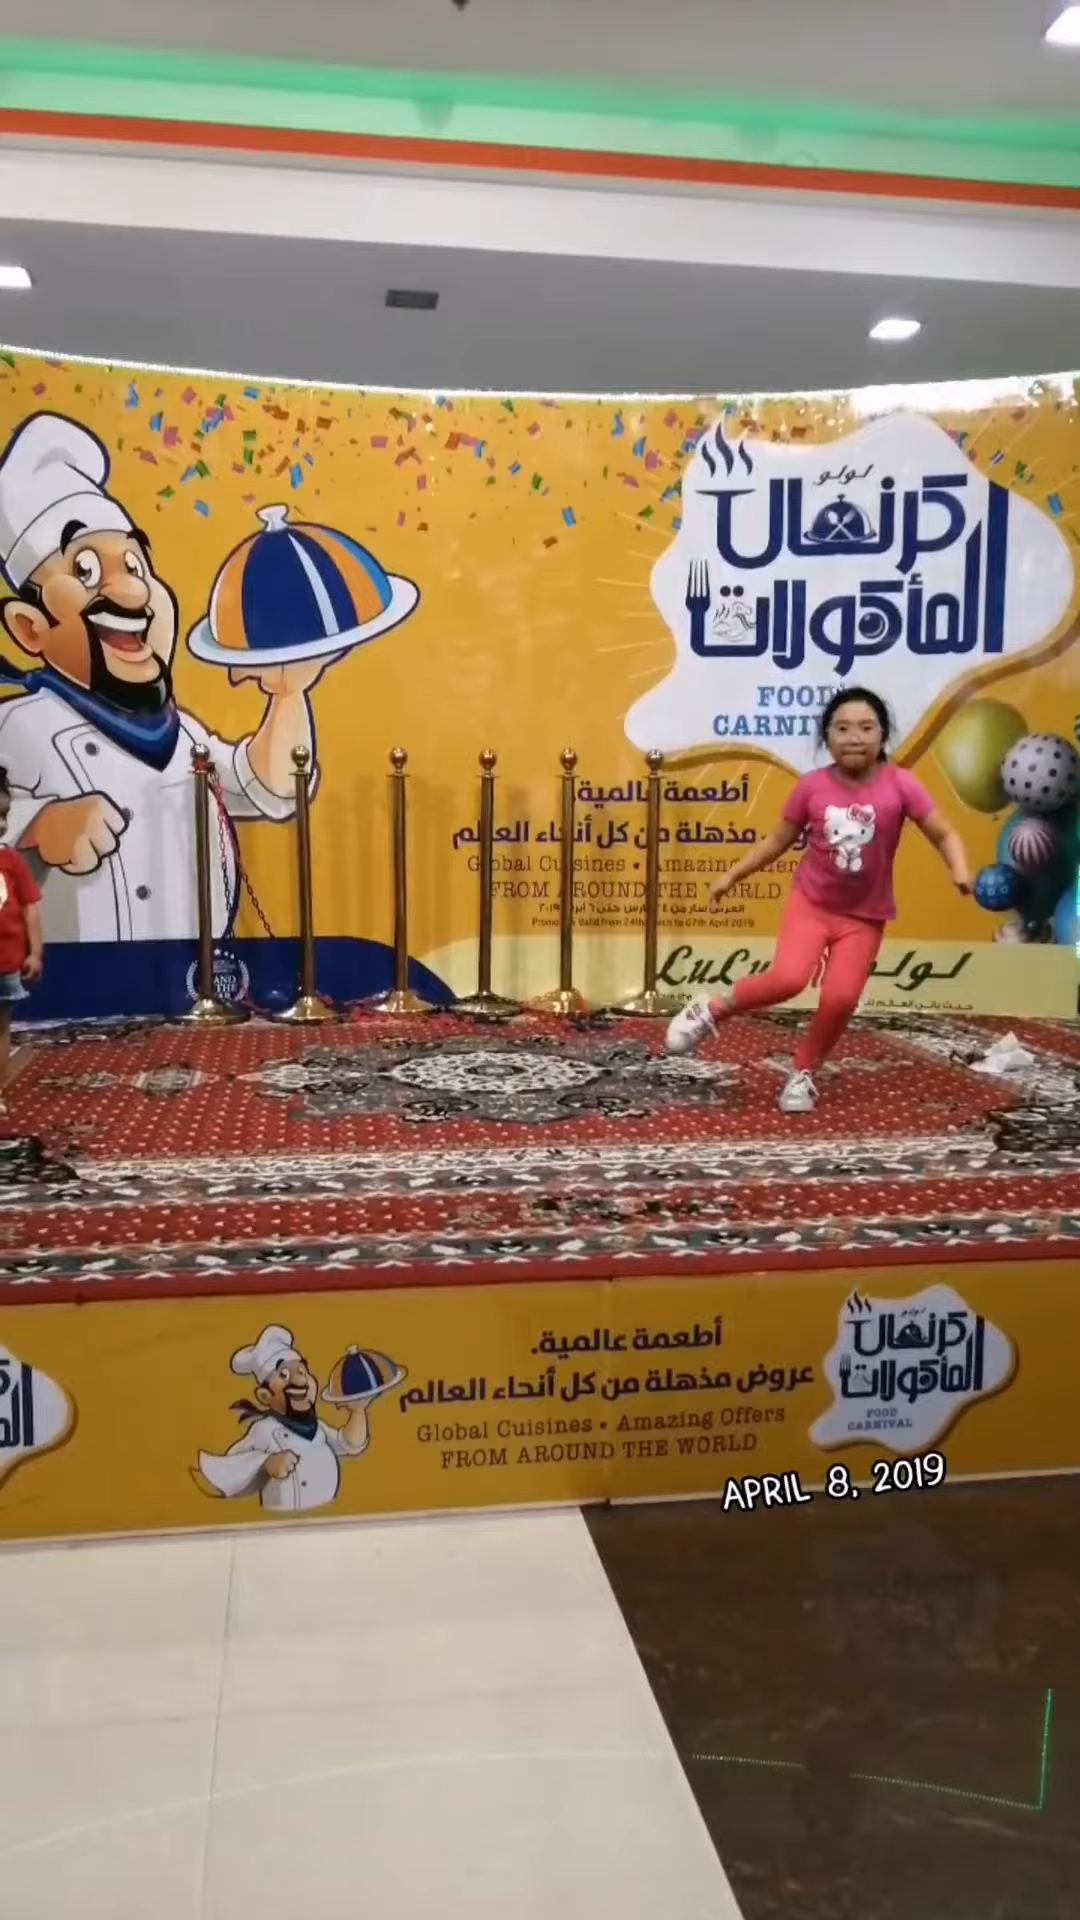 لولو
كرنفال
المأكولات
FOOD
أطعمة عالمية
مذهلة من كل أنحاء العالم
Global Cuisines • Amazing
FROM AROUND THE WORLD
LuLu
لولو
أطعمة عالمية.
عروض مذهلة من كل أنحاء العالم
Global Cuisines • Amazing Offers
FROM AROUND THE WORLD
لولو
كرنفال
المأكولات
FOOD
CARNIVAL
APRIL 8, 2019